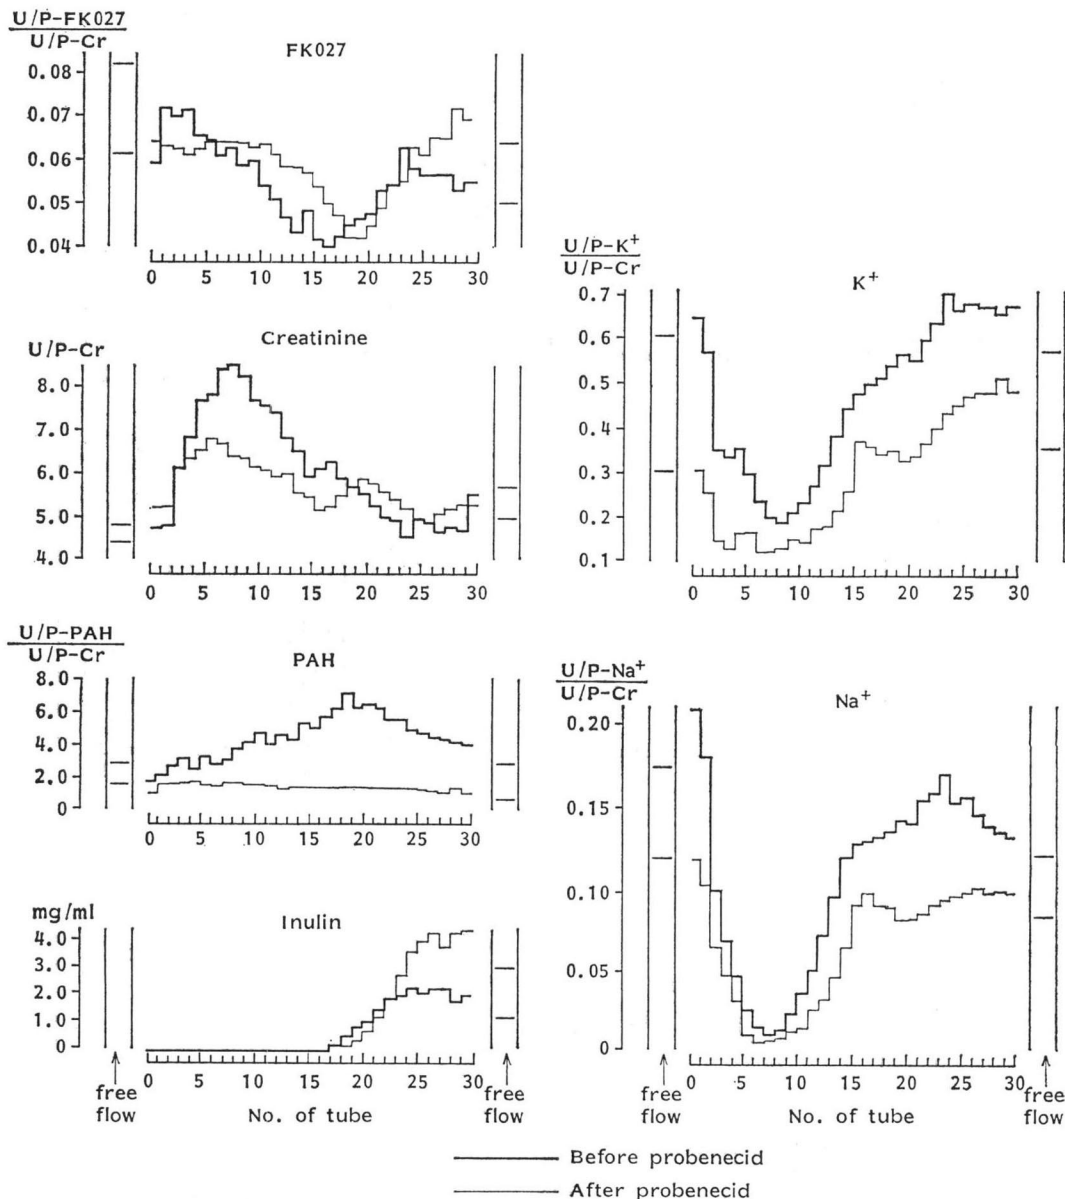 U/P-FK027
U/P-Cr
FK027
0.08
0.07
0.06
0.05
0.04
0 5 10 15 20 25 30
Creatinine
U/P-Cr
8.0
7.0
6.0
5.0
4.0
0 5 10 15 20 25 30
U/P-PAH
U/P-Cr
PAH
8.0
6.0
4.0
2.0
0
0 5 10 15 20 25 30
mg/ml
Inulin
4.0
3.0
2.0
1.0
0
0 5 10 15 20 25 30
free
flow
No. of tube
free
flow
U/P-K+
U/P-Cr
K+
0.7
0.6
0.5
0.4
0.3
0.2
0.1
0 5 10 15 20 25 30
U/P-Na+
U/P-Cr
Na+
0.20
0.15
0.10
0.05
0
0 5 10 15 20 25 30
free
flow
No. of tube
free
flow
Before probenecid
After probenecid